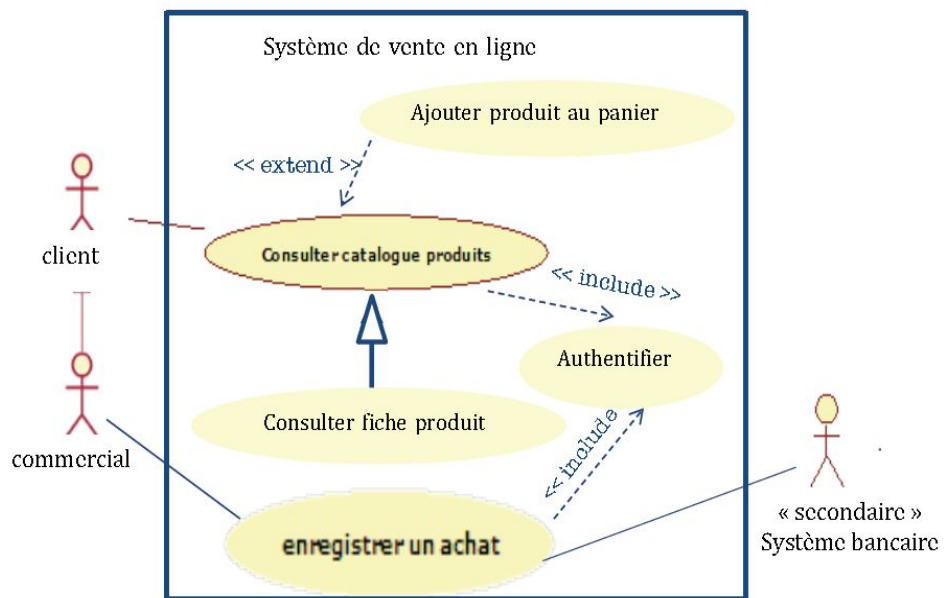 Système de vente en ligne
Ajouter produit au panier
<< extend >>
client
Consulter catalogue produits
<< include >>
Authentifier
Consulter fiche produit
<< include
commercial
enregistrer un achat
« secondaire »
Système bancaire